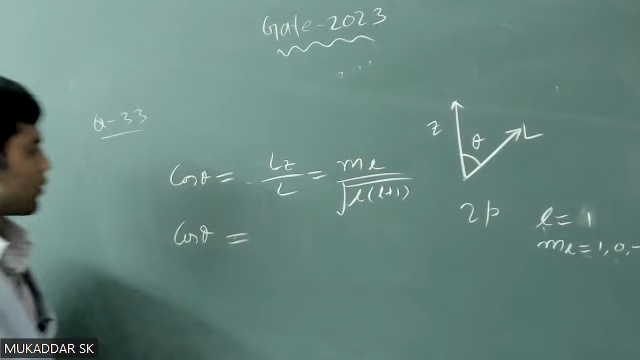 Gate-2023
Q-33
Cosθ = Lz/L = ml/√l(l+1)
z
θ
L
Cosθ =
2p
l = 1
ml = 1, 0, -
MUKADDAR SK